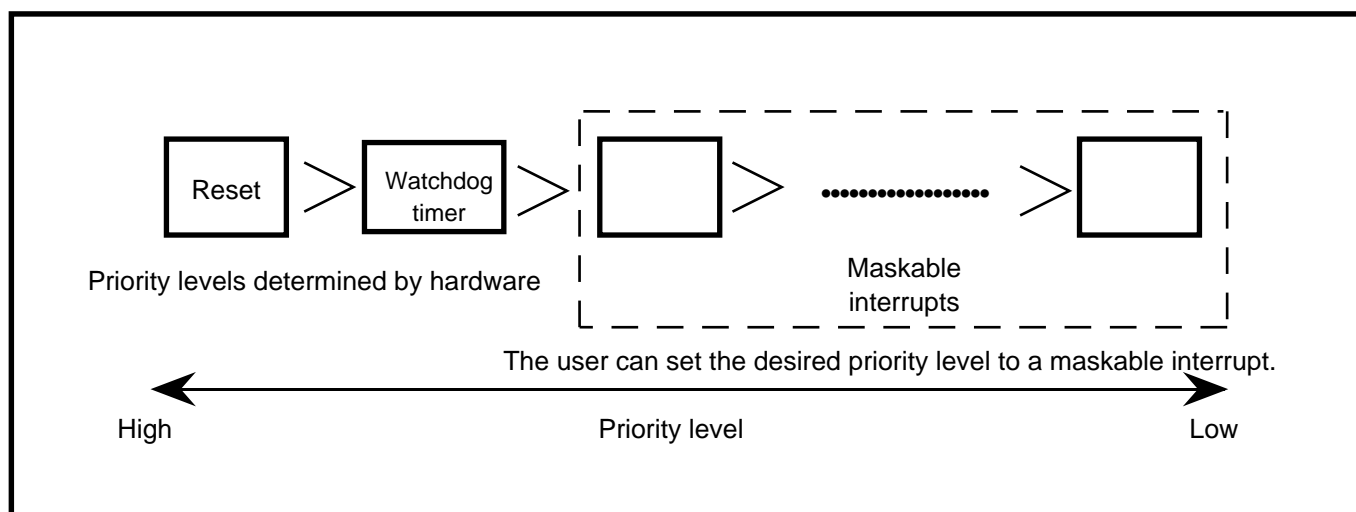 Reset
Watchdog
timer
Priority levels determined by hardware
Maskable
interrupts
The user can set the desired priority level to a maskable interrupt.
High
Priority level
Low